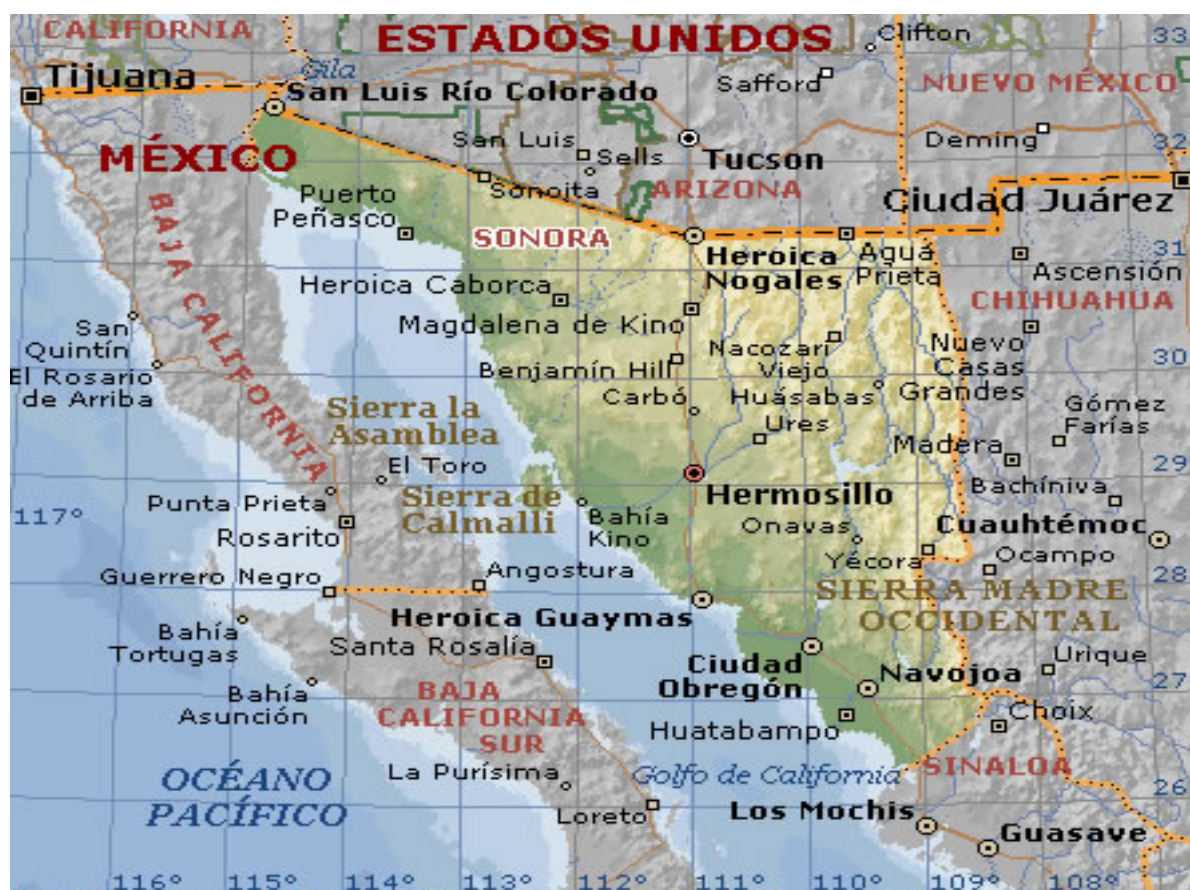 CALIFORNIA
ESTADOS UNIDOS
Clifton
33
Tijuana
Gila
Safford
NUEVO MÉXICO
San Luis Río Colorado
San Luis
Sells
Tucson
Deming
32
MÉXICO
Puerto
Peñasco
Sonoita
ARIZONA
Ciudad Juárez
BAJA CALIFORNIA
SONORA
Heroica
Nogales
Agua
Prieta
31
Ascensión
Heroica Caborca
CHIHUAHUA
San
Quintín
Magdalena de Kino
Nacozari
Viejo
Nuevo
Casas
Grandes
30
El Rosario
de Arriba
Benjamín Hill
Carbó
Huásabas
Gómez
Farías
Sierra la
Asamblea
Ures
Madera
El Toro
29
Punta Prieta
Sierra de
Calmalli
Hermosillo
Bachíniva
117°
Bahía
Kino
Onavas
Cuauhtémoc
Rosarito
Yécora
Ocampo
Guerrero Negro
Angostura
28
SIERRA MADRE
OCCIDENTAL
Heroica Guaymas
Bahía
Tortugas
Santa Rosalía
Ciudad
Obregón
Navojoa
Urique
27
Bahía
Asunción
BAJA
CALIFORNIA
SUR
Huatabampo
Choix
OCÉANO
PACÍFICO
La Purísima
Golfo de California
SINALOA
26
Loreto
Los Mochis
Guasave
116°
115°
114°
113°
112°
111°
110°
109°
108°